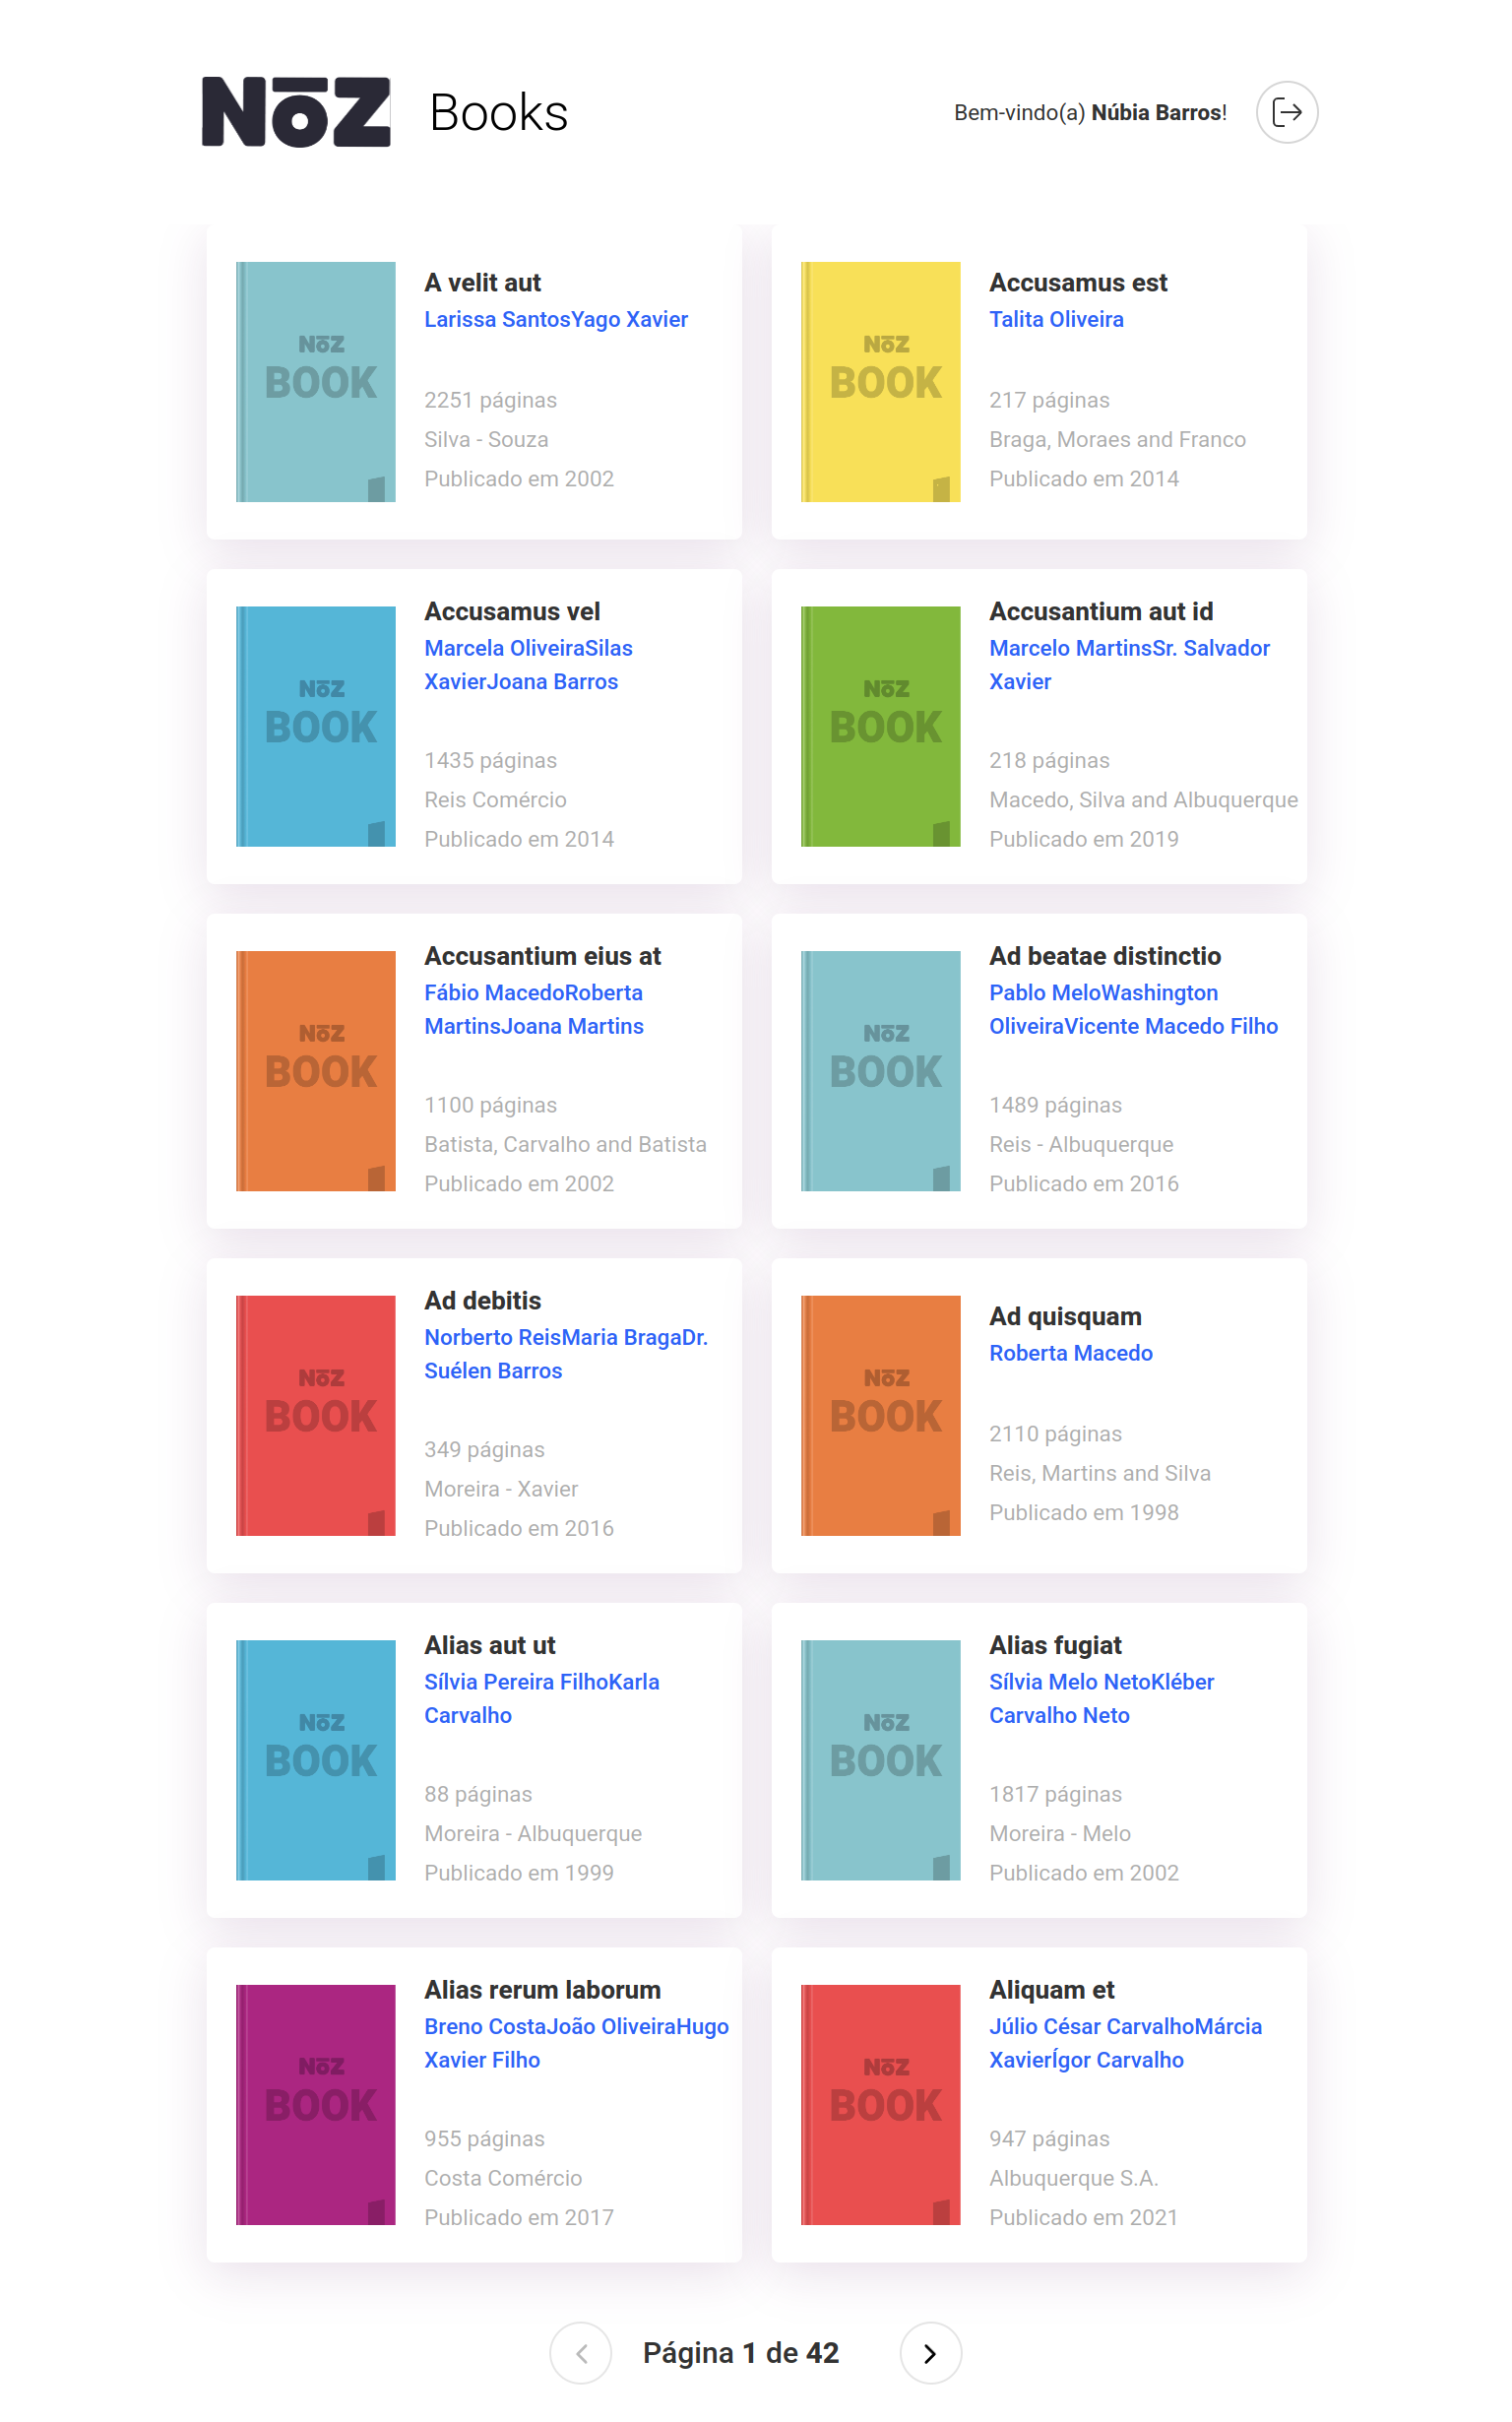 NōZ Books
Bem-vindo(a) Núbia Barros!
NōZ
BOOK
A velit aut
Larissa SantosYago Xavier
2251 páginas
Silva - Souza
Publicado em 2002
NōZ
BOOK
Accusamus est
Talita Oliveira
217 páginas
Braga, Moraes and Franco
Publicado em 2014
NōZ
BOOK
Accusamus vel
Marcela OliveiraSilas
XavierJoana Barros
1435 páginas
Reis Comércio
Publicado em 2014
NōZ
BOOK
Accusantium aut id
Marcelo MartinsSr. Salvador
Xavier
218 páginas
Macedo, Silva and Albuquerque
Publicado em 2019
NōZ
BOOK
Accusantium eius at
Fábio MacedoRoberta
MartinsJoana Martins
1100 páginas
Batista, Carvalho and Batista
Publicado em 2002
NōZ
BOOK
Ad beatae distinctio
Pablo MeloWashington
OliveiraVicente Macedo Filho
1489 páginas
Reis - Albuquerque
Publicado em 2016
NōZ
BOOK
Ad debitis
Norberto ReisMaria BragaDr.
Suélen Barros
349 páginas
Moreira - Xavier
Publicado em 2016
NōZ
BOOK
Ad quisquam
Roberta Macedo
2110 páginas
Reis, Martins and Silva
Publicado em 1998
NōZ
BOOK
Alias aut ut
Sílvia Pereira FilhoKarla
Carvalho
88 páginas
Moreira - Albuquerque
Publicado em 1999
NōZ
BOOK
Alias fugiat
Sílvia Melo NetoKléber
Carvalho Neto
1817 páginas
Moreira - Melo
Publicado em 2002
NōZ
BOOK
Alias rerum laborum
Breno CostaJoão OliveiraHugo
Xavier Filho
955 páginas
Costa Comércio
Publicado em 2017
NōZ
BOOK
Aliquam et
Júlio César CarvalhoMárcia
XavierÍgor Carvalho
947 páginas
Albuquerque S.A.
Publicado em 2021
Página 1 de 42